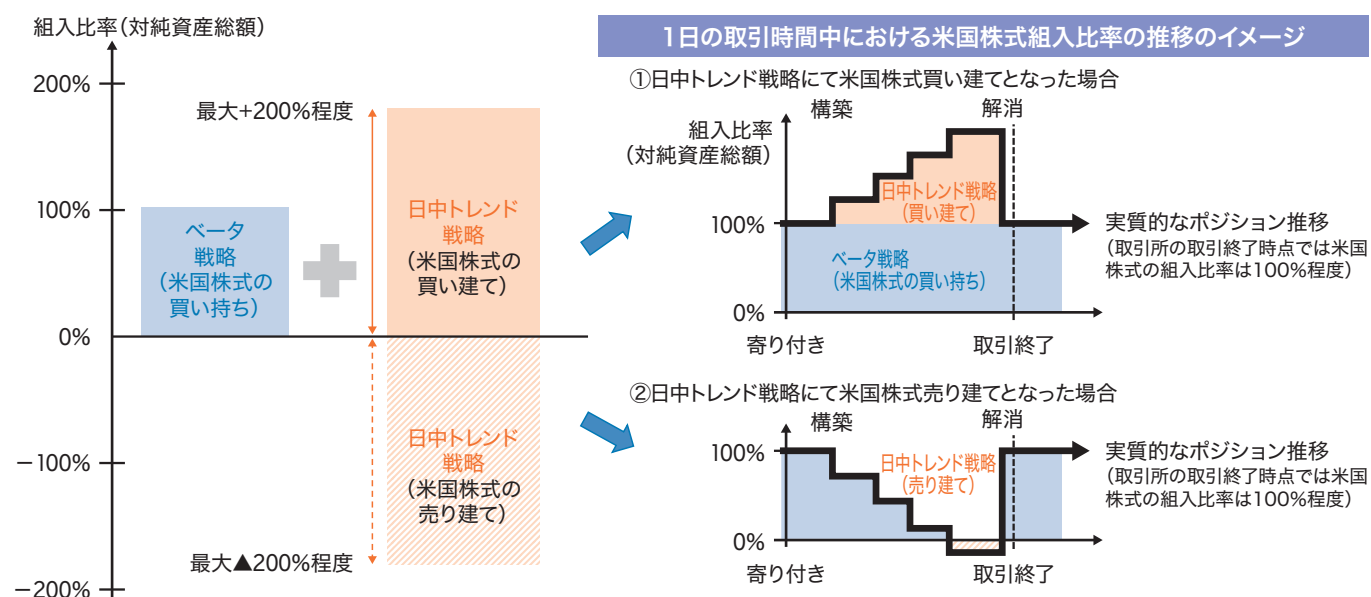 組入比率(対純資産総額)
200%
100%
0%
−100%
−200%
最大+200%程度
ベータ
戦略
(米国株式の
買い持ち)
日中トレンド
戦略
(米国株式の
買い建て)
日中トレンド
戦略
(米国株式の
売り建て)
最大▲200%程度
1日の取引時間中における米国株式組入比率の推移のイメージ
①日中トレンド戦略にて米国株式買い建てとなった場合
構築
解消
組入比率
(対純資産総額)
日中トレンド戦略
(買い建て)
100%
ベータ戦略
(米国株式の買い持ち)
0%
寄り付き
取引終了
実質的なポジション推移
(取引所の取引終了時点では米国
株式の組入比率は100%程度)
②日中トレンド戦略にて米国株式売り建てとなった場合
構築
解消
100%
日中トレンド戦略
(売り建て)
0%
寄り付き
取引終了
実質的なポジション推移
(取引所の取引終了時点では米国
株式の組入比率は100%程度)